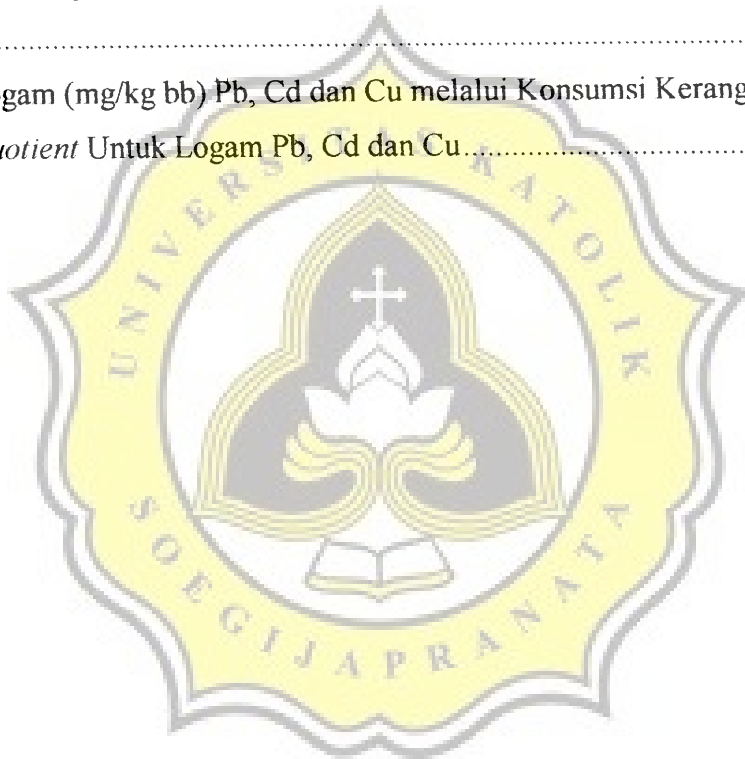 .....................................................................................................
gam (mg/kg bb) Pb, Cd dan Cu melalui Konsumsi Kerang
uotient Untuk Logam Pb, Cd dan Cu.......................................
UNIVERSITAS KATOLIK
SOEGIJAPRANATA